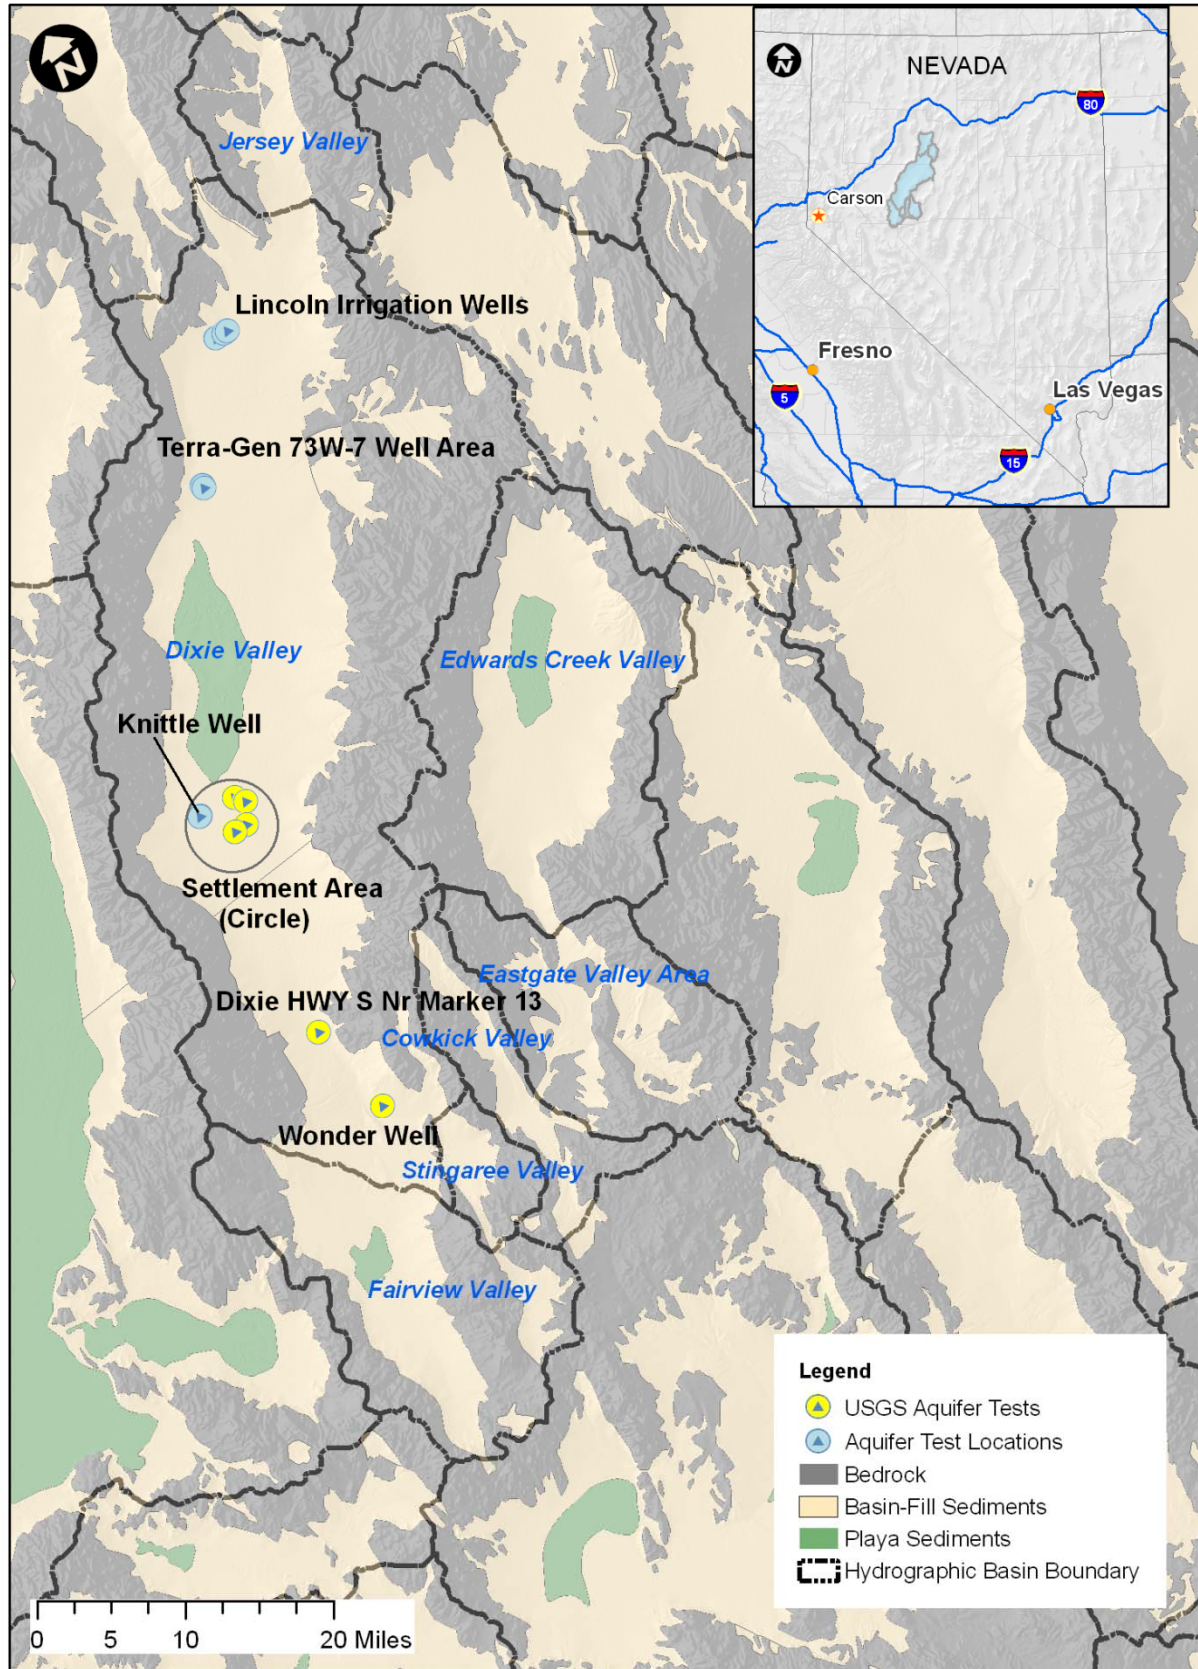 N
Jersey Valley
Lincoln Irrigation Wells
Terra-Gen 73W-7 Well Area
Dixie Valley
Edwards Creek Valley
Knittle Well
Settlement Area
(Circle)
Eastgate Valley Area
Dixie HWY S Nr Marker 13
Cowkick Valley
Wonder Well
Stingaree Valley
Fairview Valley
0 5 10 20 Miles
N
NEVADA
80
Carson
Fresno
5
Las Vegas
15
Legend
USGS Aquifer Tests
Aquifer Test Locations
Bedrock
Basin-Fill Sediments
Playa Sediments
Hydrographic Basin Boundary